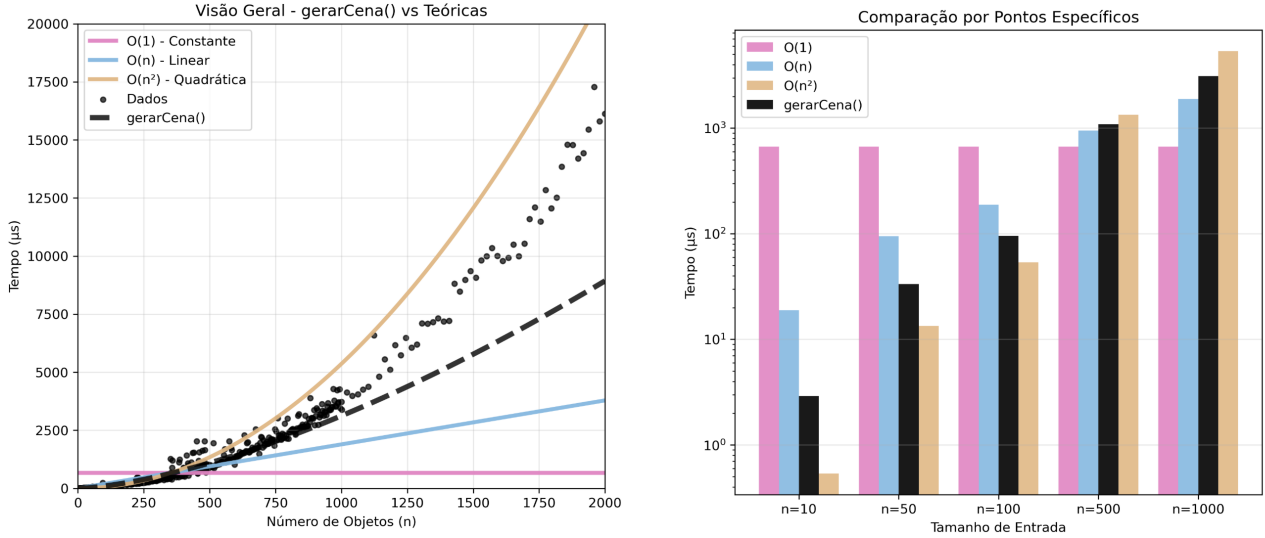 Visão Geral - gerarCena() vs Teóricas
20000
17500
15000
12500
10000
7500
5000
2500
0
Tempo (µs)
O(1) - Constante
O(n) - Linear
O(n²) - Quadrática
Dados
gerarCena()
0 250 500 750 1000 1250 1500 1750 2000
Número de Objetos (n)
Comparação por Pontos Específicos
10³
10²
10¹
10⁰
Tempo (µs)
O(1)
O(n)
O(n²)
gerarCena()
n=10 n=50 n=100 n=500 n=1000
Tamanho de Entrada